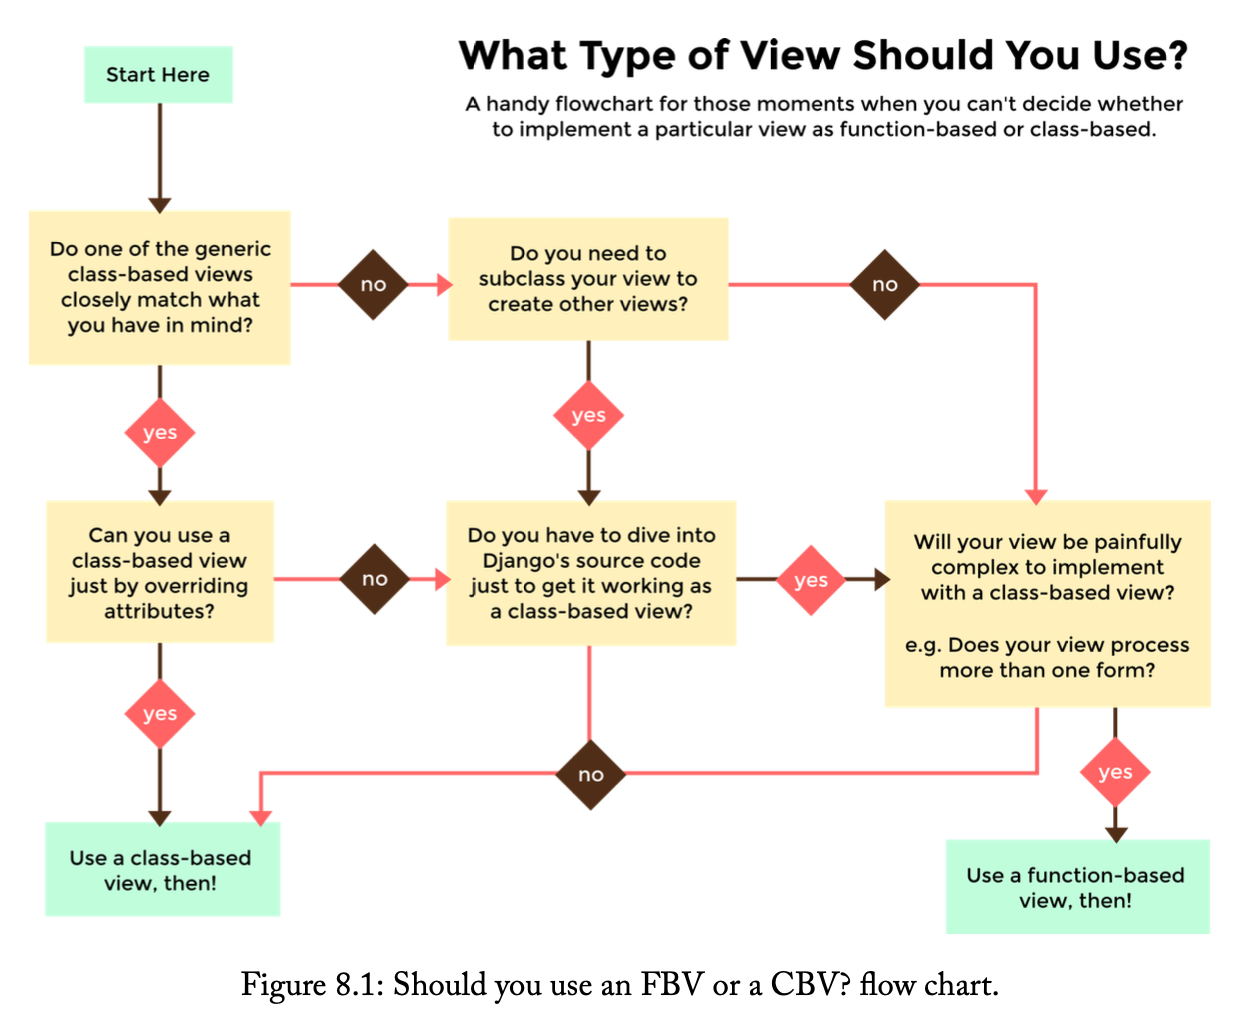 Start Here
What Type of View Should You Use?
A handy flowchart for those moments when you can't decide whether
to implement a particular view as function-based or class-based.
Do one of the generic
class-based views
closely match what
you have in mind?
no
Do you need to
subclass your view to
create other views?
no
yes
yes
Can you use a
class-based view
just by overriding
attributes?
no
Do you have to dive into
Django's source code
just to get it working as
a class-based view?
yes
Will your view be painfully
complex to implement
with a class-based view?
e.g. Does your view process
more than one form?
yes
no
yes
Use a class-based
view, then!
Use a function-based
view, then!
Figure 8.1: Should you use an FBV or a CBV? flow chart.